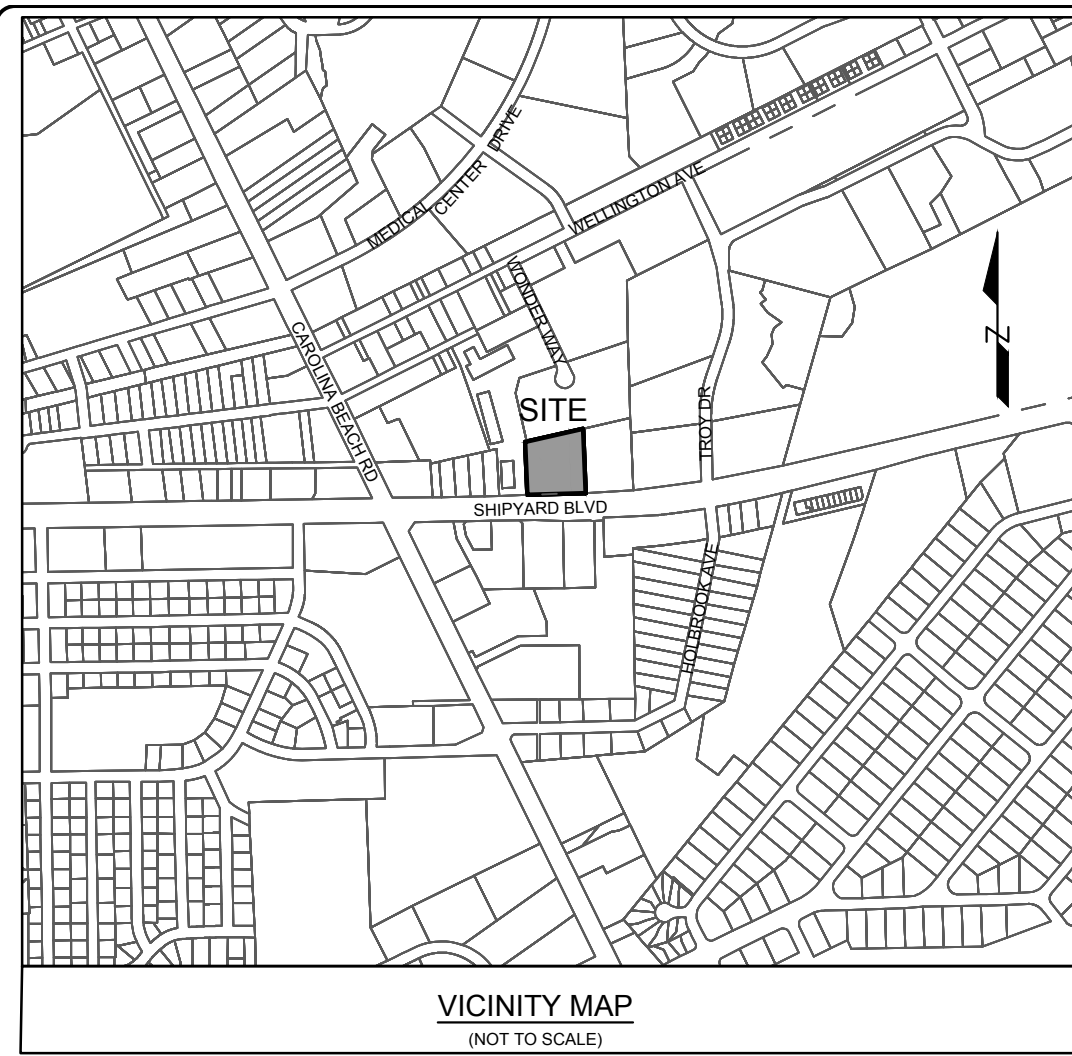 MEDICAL CENTER DRIVE
WELLINGTON AVE
WONDER WAY
CAROLINA BEACH RD
N
SITE
TROY DR
SHIPYARD BLVD
HOLBROOK AVE
VICINITY MAP
(NOT TO SCALE)